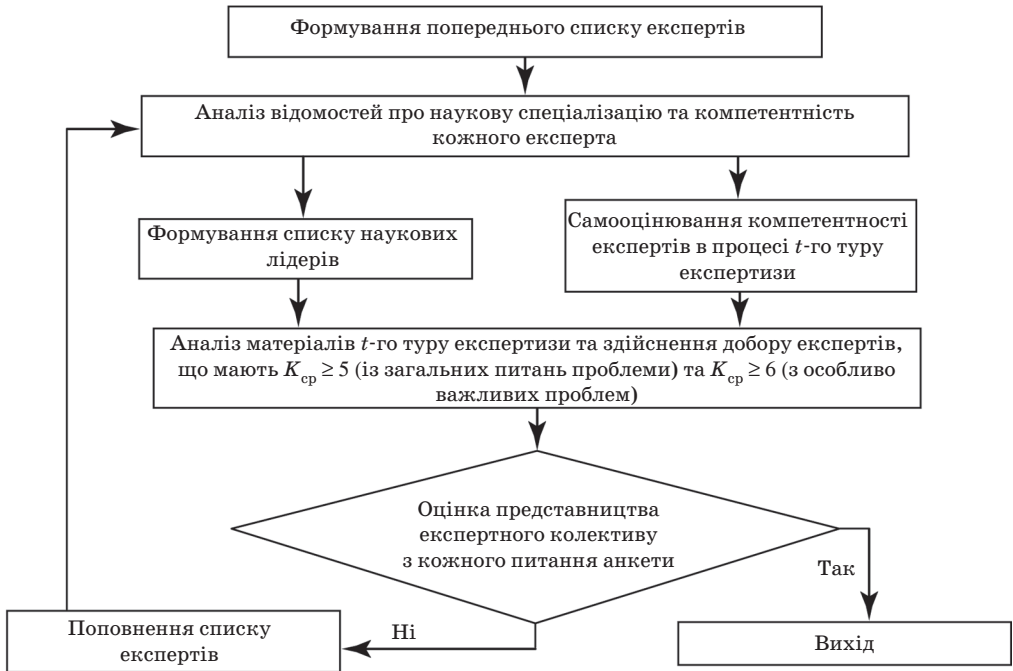 Формування попереднього списку експертів
Аналіз відомостей про наукову спеціалізацію та компетентність
кожного експерта
Формування списку наукових
лідерів
Самооцінювання компетентності
експертів в процесі t-го туру
експертизи
Аналіз матеріалів t-го туру експертизи та здійснення добору експертів,
що мають Kср ≥ 5 (із загальних питань проблеми) та Kср ≥ 6 (з особливо
важливих проблем)
Оцінка представництва
експертного колективу
з кожного питання анкети
Так
Ні
Поповнення списку
експертів
Вихід